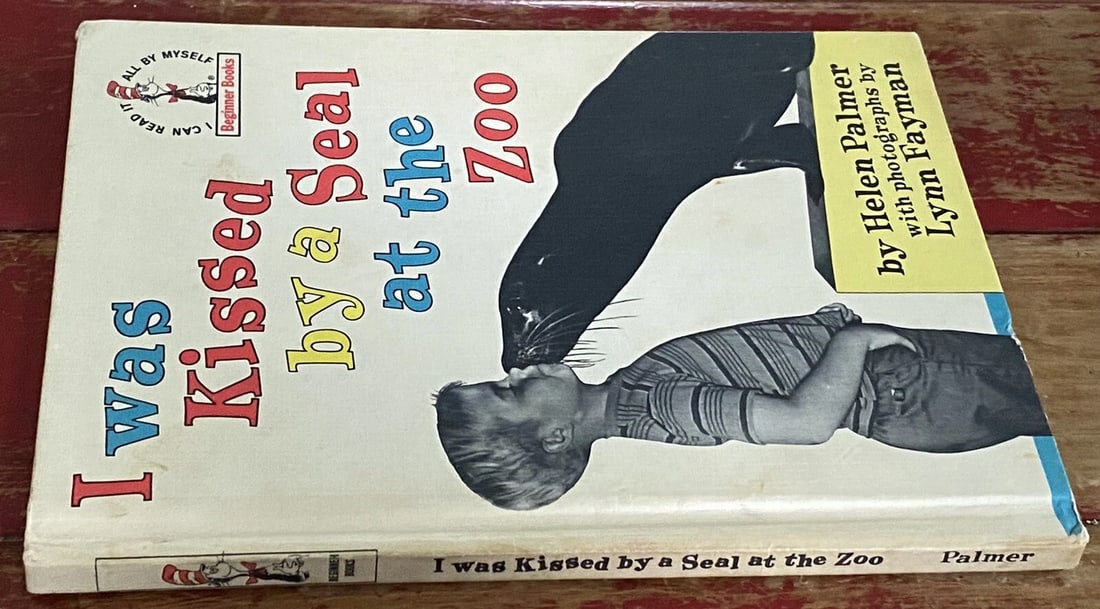 I CAN READ IT ALL BY MYSELF
Beginner Books
I was
Kissed
by a Seal
at the
Zoo
by Helen Palmer
with photographs by
Lynn Fayman
BEGINNER
BOOKS
I was Kissed by a Seal at the Zoo
Palmer